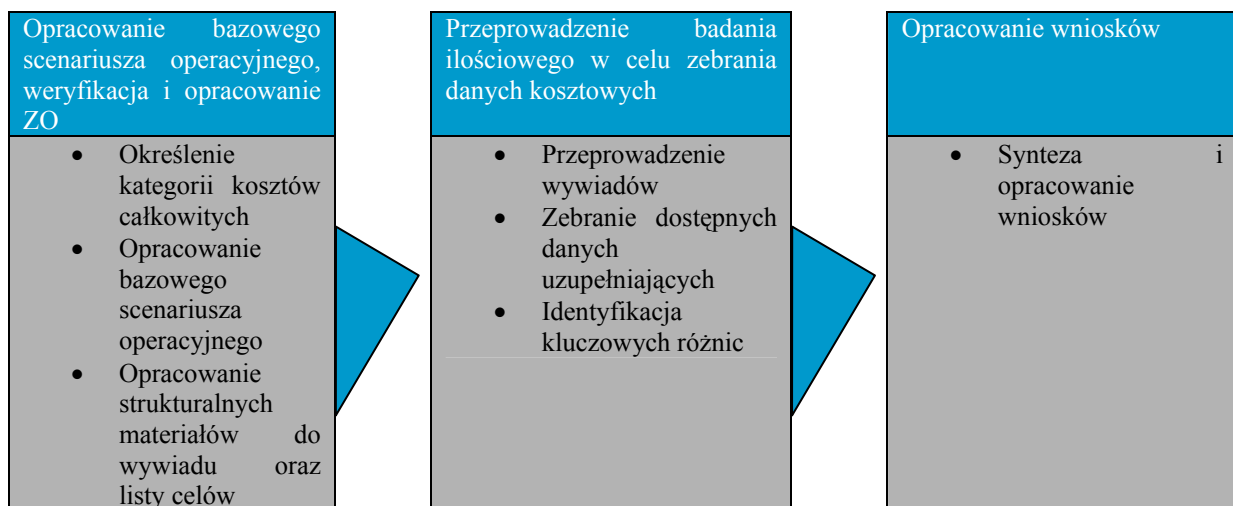 Opracowanie bazowego
scenariusza operacyjnego,
weryfikacja i opracowanie
ZO
• Określenie
kategorii kosztów
całkowitych
• Opracowanie
bazowego
scenariusza
operacyjnego
• Opracowanie
strukturalnych
materiałów do
wywiadu oraz
listy celów
Przeprowadzenie badania
ilościowego w celu zebrania
danych kosztowych
• Przeprowadzenie
wywiadów
• Zebranie dostępnych
danych
uzupełniających
• Identyfikacja
kluczowych różnic
Opracowanie wniosków
• Synteza i
opracowanie
wniosków